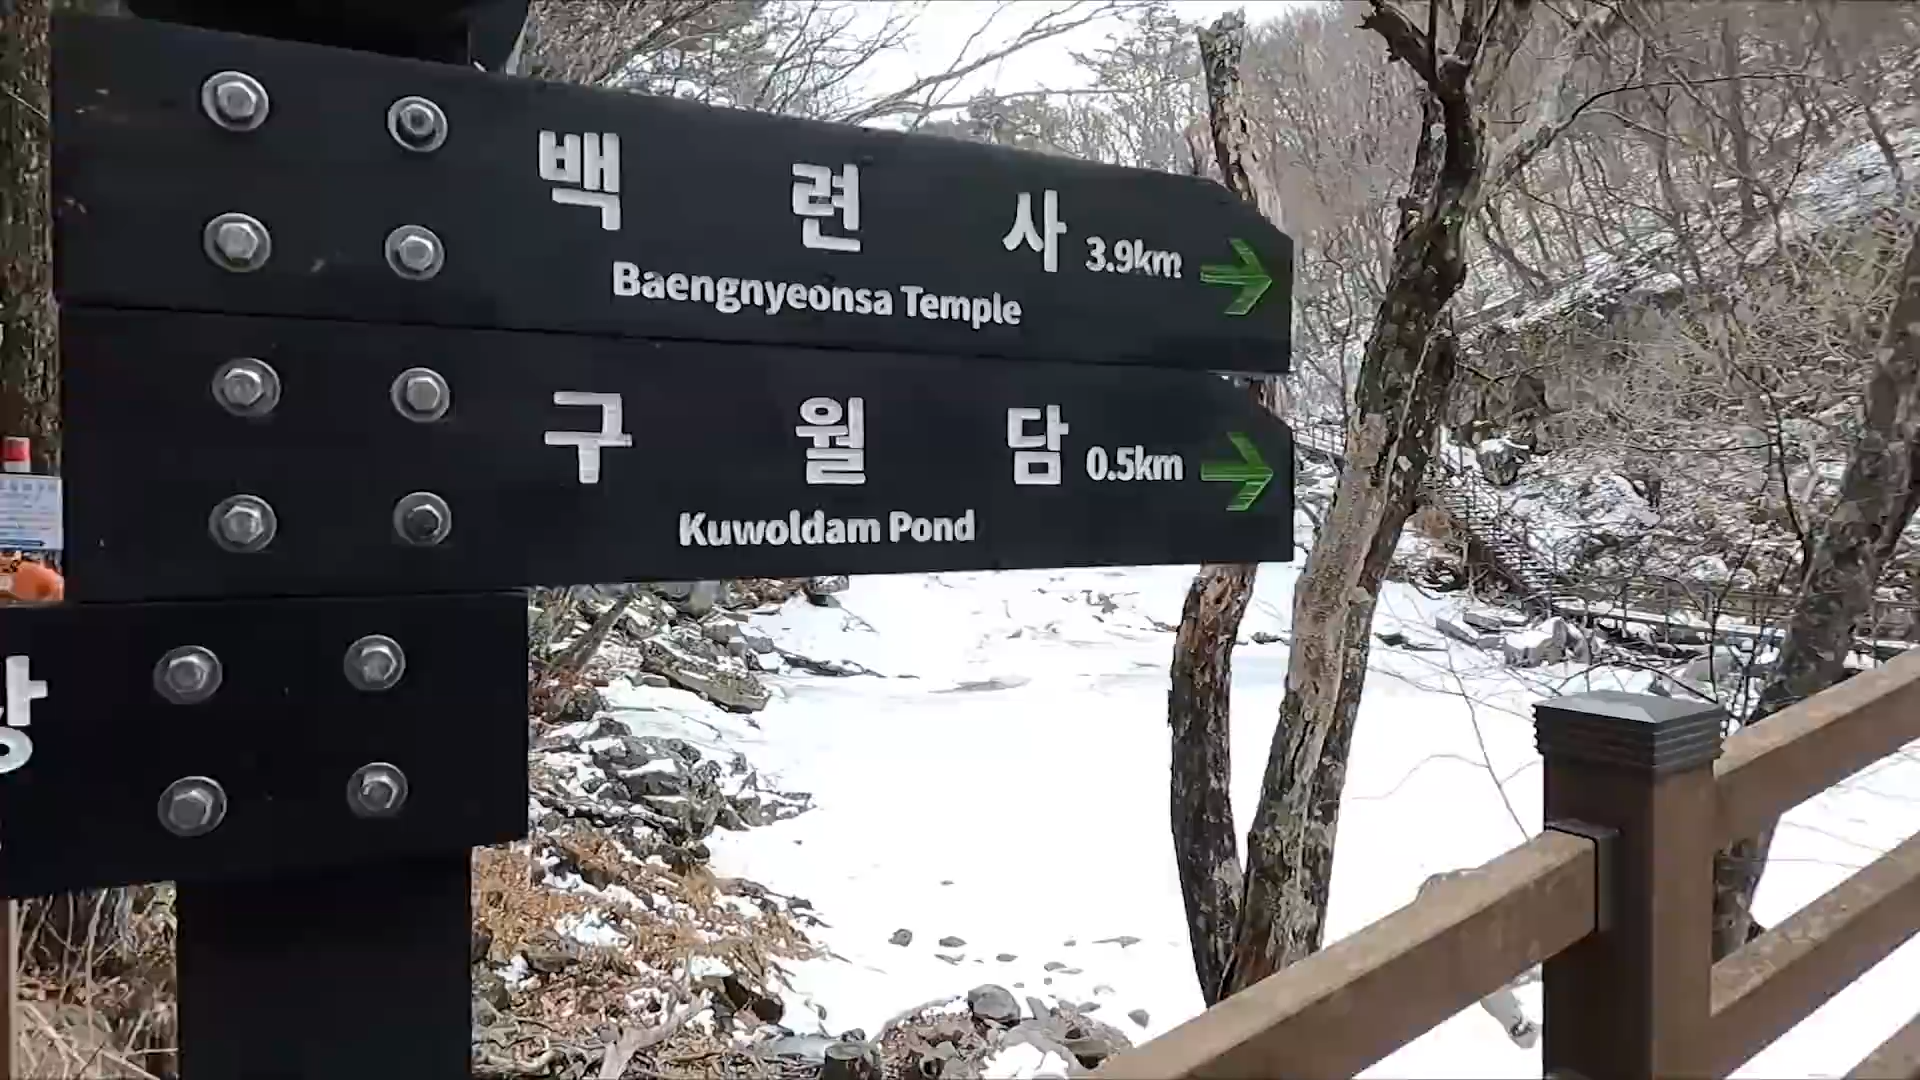 백 련 사 3.9km
Baengnyeonsa Temple
구 월 담 0.5km
Kuwoldam Pond